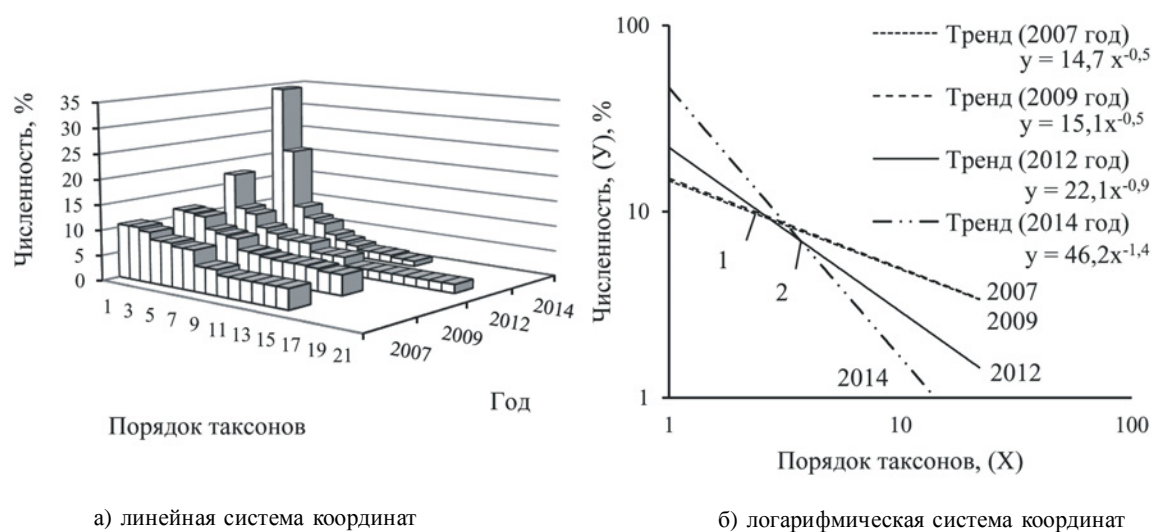 Численность, %
35
30
25
20
15
10
5
0
1 3 5 7 9 11 13 15 17 19 21
2007 2009 2012 2014
Год
Порядок таксонов
а) линейная система координат
Численность, (У), %
100
10
1
1 10 100
Тренд (2007 год)
у = 14,7 х-0,5
Тренд (2009 год)
у = 15,1х-0,5
Тренд (2012 год)
у = 22,1х-0,9
Тренд (2014 год)
у = 46,2х-1,4
1
2
2007
2009
2012
2014
Порядок таксонов, (Х)
б) логарифмическая система координат